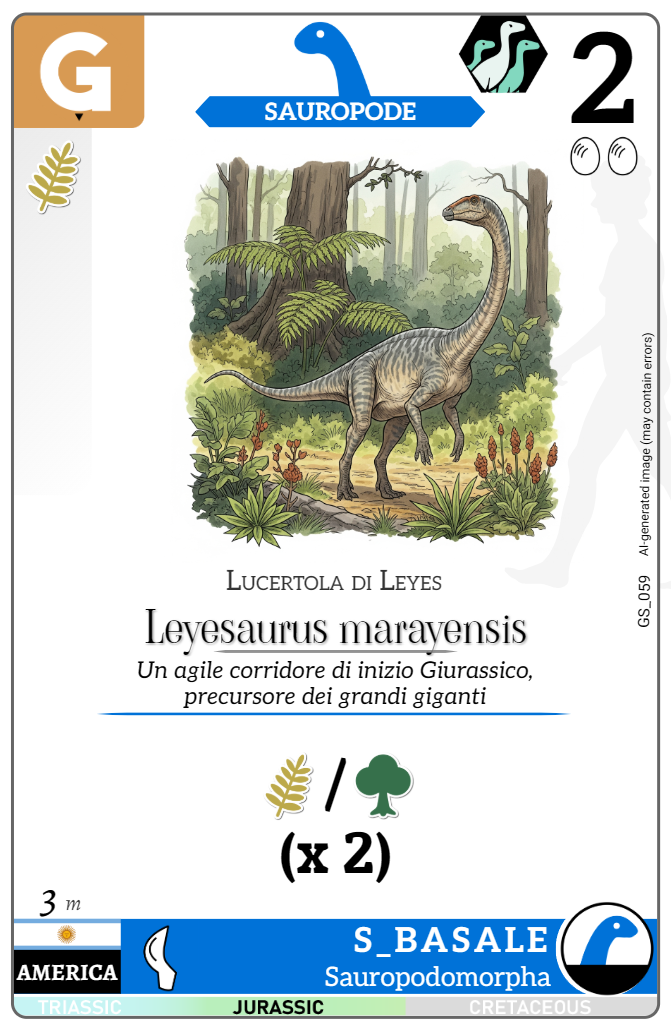 G
SAUROPODE
2
AI-generated image (may contain errors)
GS_059
Lucertola di Leyes
Leyesaurus marayensis
Un agile corridore di inizio Giurassico,
precursore dei grandi giganti
/
(x 2)
3 m
AMERICA
S_BASALE
Sauropodomorpha
TRIASSIC JURASSIC CRETACEOUS